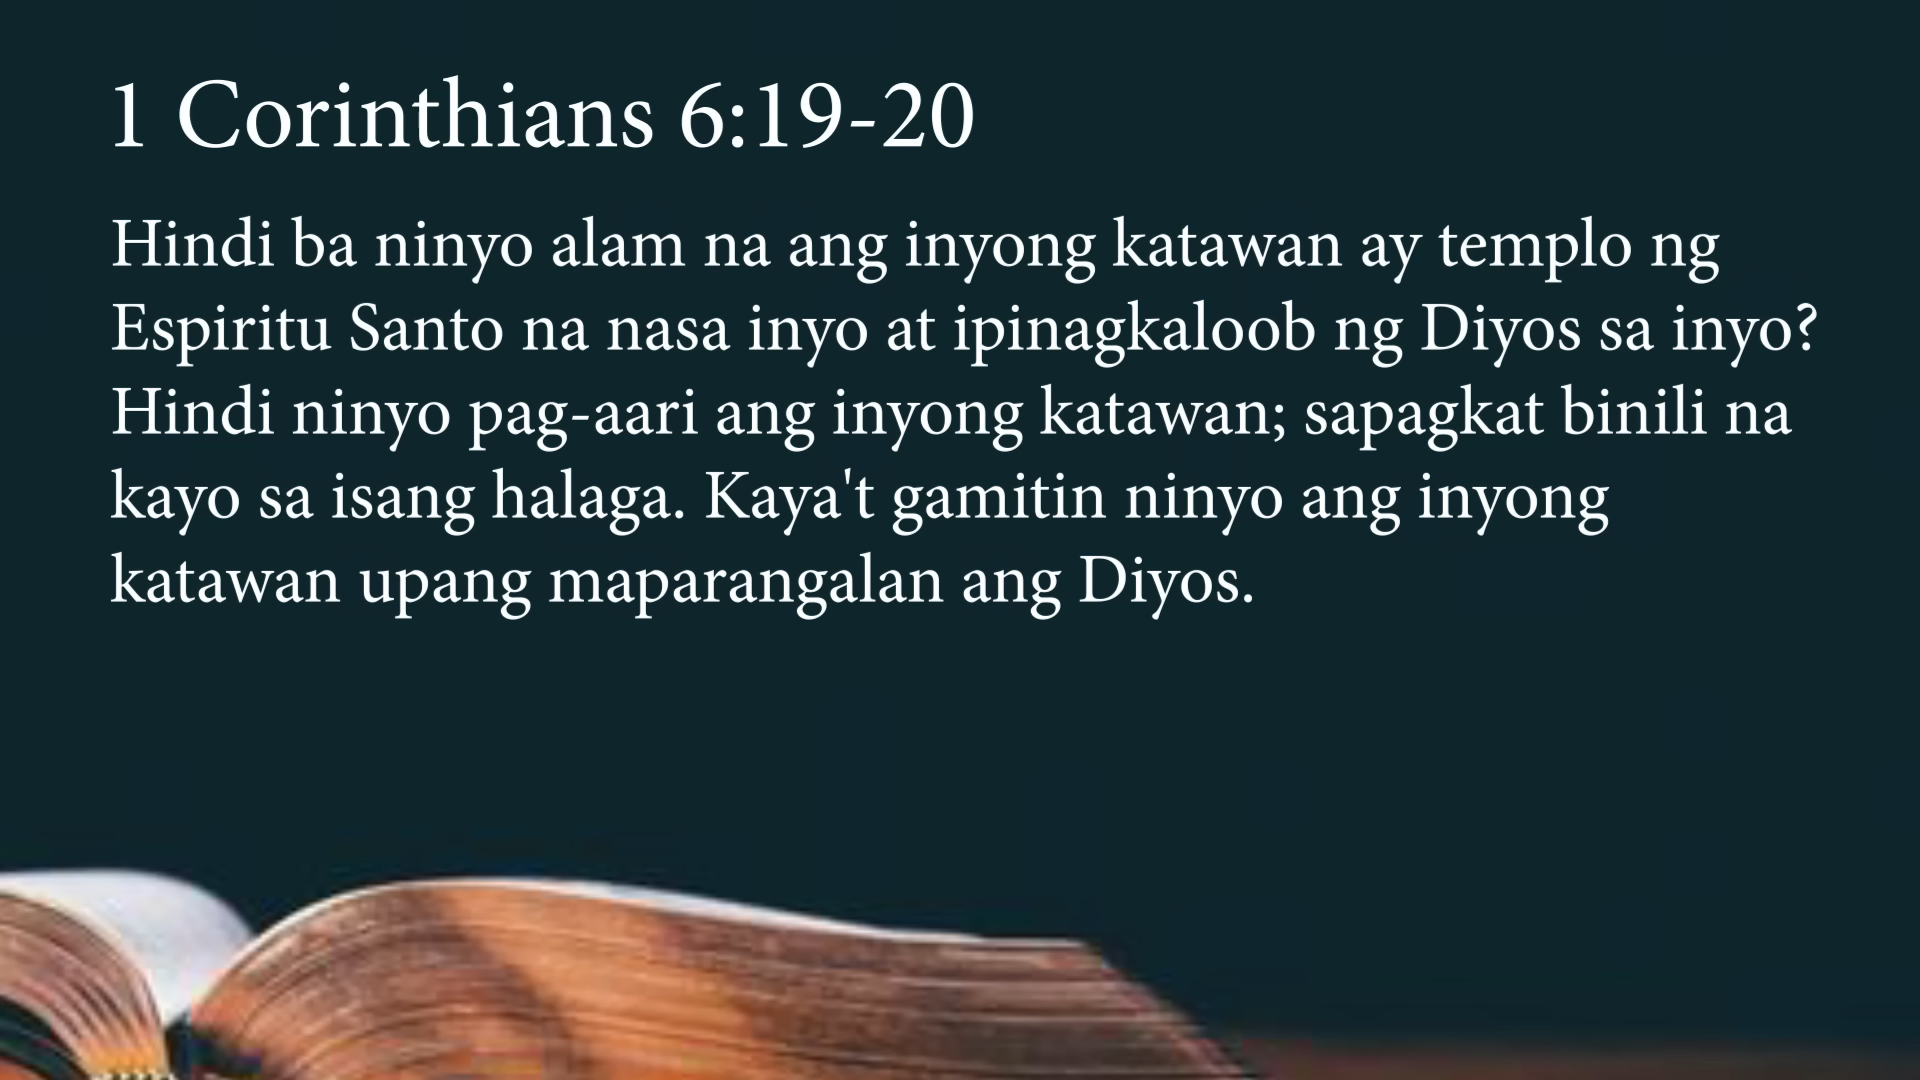 1 Corinthians 6:19-20
Hindi ba ninyo alam na ang inyong katawan ay templo ng
Espiritu Santo na nasa inyo at ipinagkaloob ng Diyos sa inyo?
Hindi ninyo pag-aari ang inyong katawan; sapagkat binili na
kayo sa isang halaga. Kaya't gamitin ninyo ang inyong
katawan upang maparangalan ang Diyos.